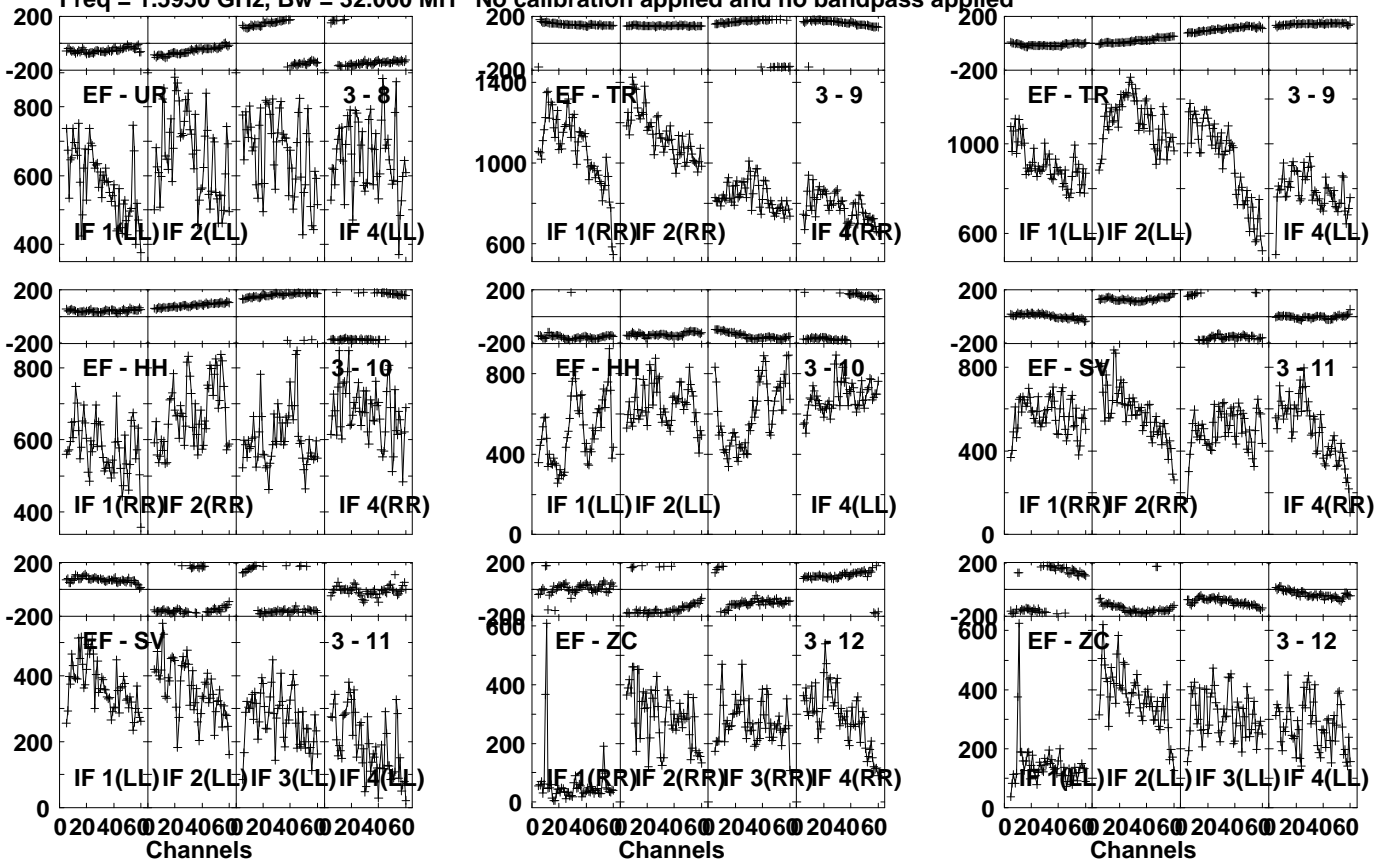 Freq = 1.5950 GHz, Bw = 32.000 MH No calibration applied and no bandpass applied
200
-200
800
600
400
EF - UR
3 - 8
IF 1(LL)
IF 2(LL)
IF 4(LL)
200
-200
1400
1000
600
EF - TR
3 - 9
IF 1(RR)
IF 2(RR)
IF 4(RR)
200
-200
1000
600
EF - TR
3 - 9
IF 1(LL)
IF 2(LL)
IF 4(LL)
200
-200
800
600
400
EF - HH
3 - 10
IF 1(RR)
IF 2(RR)
IF 4(RR)
200
-200
800
400
0
EF - HH
3 - 10
IF 1(LL)
IF 2(LL)
IF 4(LL)
200
-200
800
400
0
EF - SV
3 - 11
IF 1(RR)
IF 2(RR)
IF 4(RR)
200
-200
400
200
0
EF - SV
3 - 11
IF 1(LL)
IF 2(LL)
IF 3(LL)
IF 4(LL)
0 20 40 60 0 20 40 60 0 20 40 60 0 20 40 60
Channels
200
-200
600
400
200
0
EF - ZC
3 - 12
IF 1(RR)
IF 2(RR)
IF 3(RR)
IF 4(RR)
0 20 40 60 0 20 40 60 0 20 40 60 0 20 40 60
Channels
200
-200
600
400
200
0
EF - ZC
3 - 12
IF 1(LL)
IF 2(LL)
IF 3(LL)
IF 4(LL)
0 20 40 60 0 20 40 60 0 20 40 60 0 20 40 60
Channels